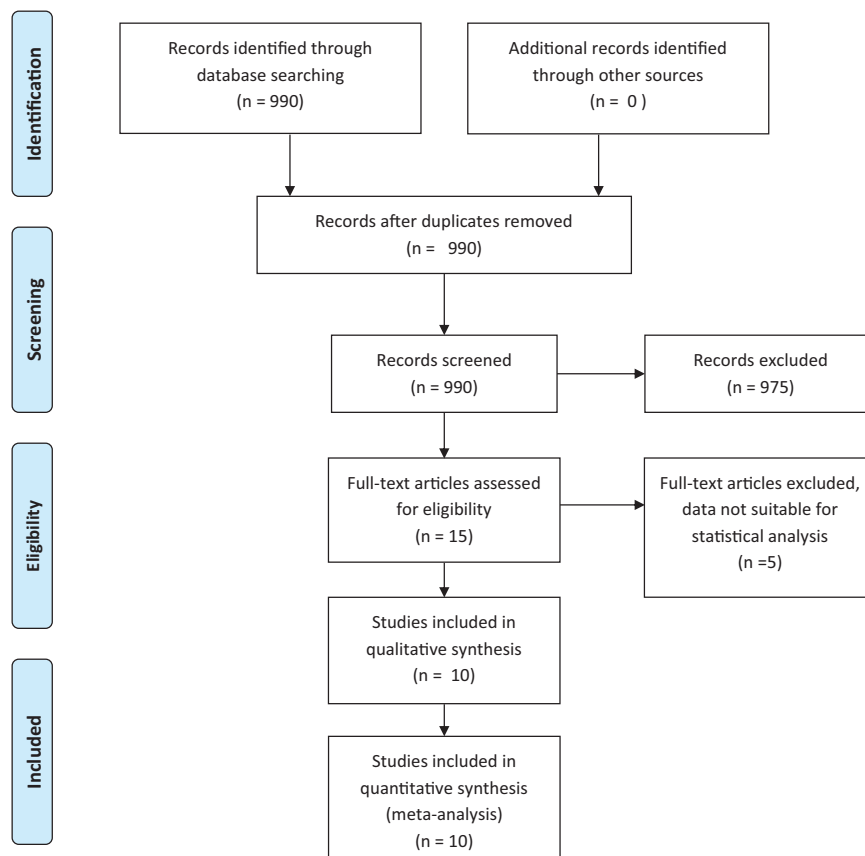 Identification
Records identified through
database searching
(n = 990)
Additional records identified
through other sources
(n = 0 )
Records after duplicates removed
(n = 990)
Screening
Records screened
(n = 990)
Records excluded
(n = 975)
Eligibility
Full-text articles assessed
for eligibility
(n = 15)
Full-text articles excluded,
data not suitable for
statistical analysis
(n =5)
Studies included in
qualitative synthesis
(n = 10)
Included
Studies included in
quantitative synthesis
(meta-analysis)
(n = 10)